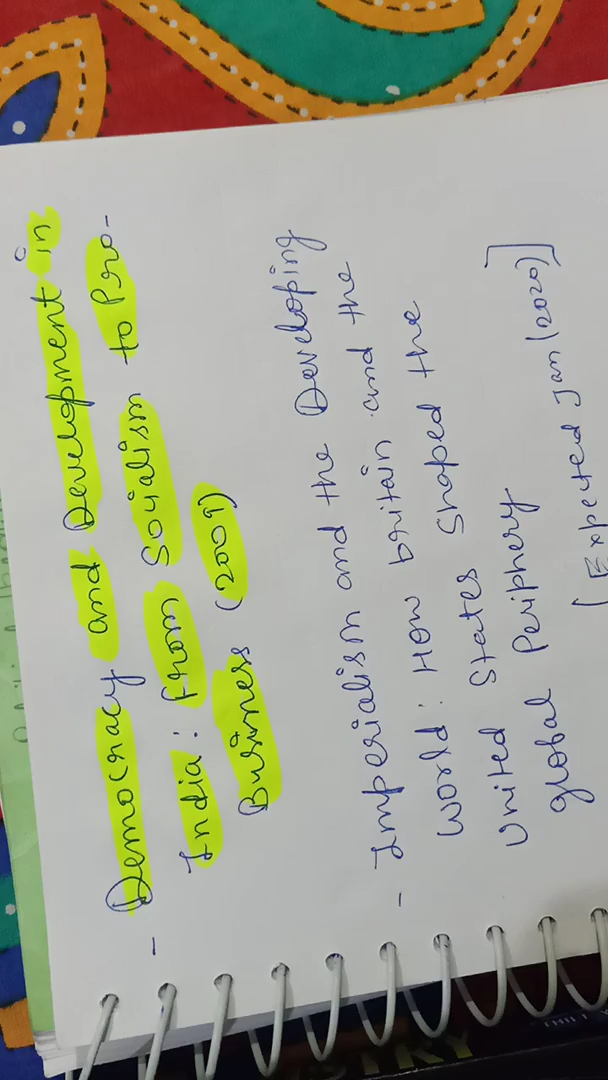 - Democracy and Development in
India: From Socialism to Pro-
Business (2009)
- Imperialism and the Developing
World: How britain and the
United States Shaped the
global Periphery
[Expected Jan (2020)]